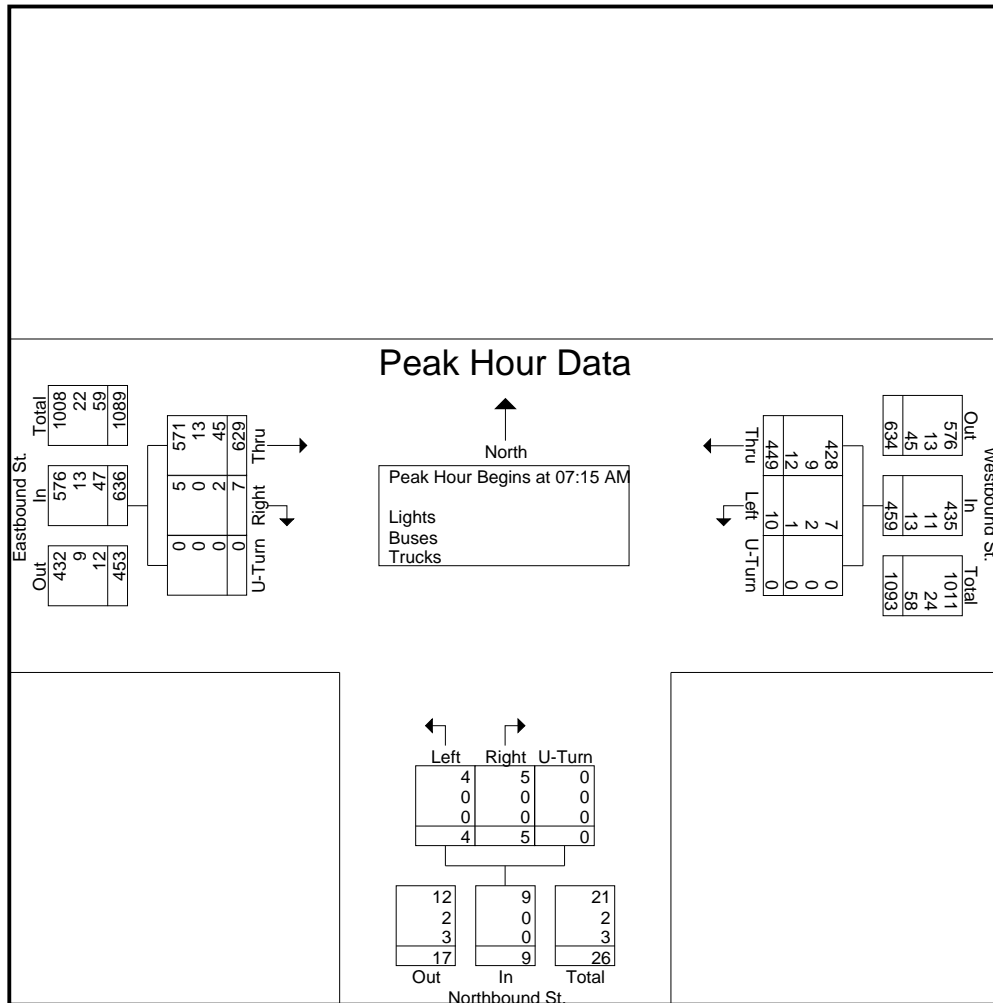 Peak Hour Data
North
Peak Hour Begins at 07:15 AM
Lights
Buses
Trucks
Eastbound St.
Total
1008 22 59 1089
In
576 13 47 636
Out
432 9 12 453
Thru
571 13 45 629
Right
5 0 2 7
U-Turn
0 0 0 0
Westbound St.
Out
576 13 45 634
In
435 11 13 459
Total
1011 24 58 1093
Thru
428 9 12 449
Left
7 2 1 10
U-Turn
0 0 0 0
Left Right U-Turn
4 5 0
0 0 0
0 0 0
4 5 0
12 9 21
2 0 2
3 0 3
17 9 26
Out In Total
Northbound St.